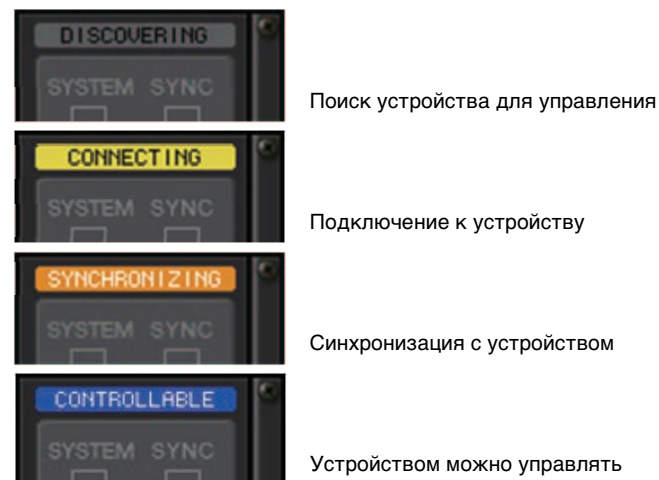 DISCOVERING
SYSTEM SYNC
Поиск устройства для управления
CONNECTING
SYSTEM SYNC
Подключение к устройству
SYNCHRONIZING
SYSTEM SYNC
Синхронизация с устройством
CONTROLLABLE
SYSTEM SYNC
Устройством можно управлять